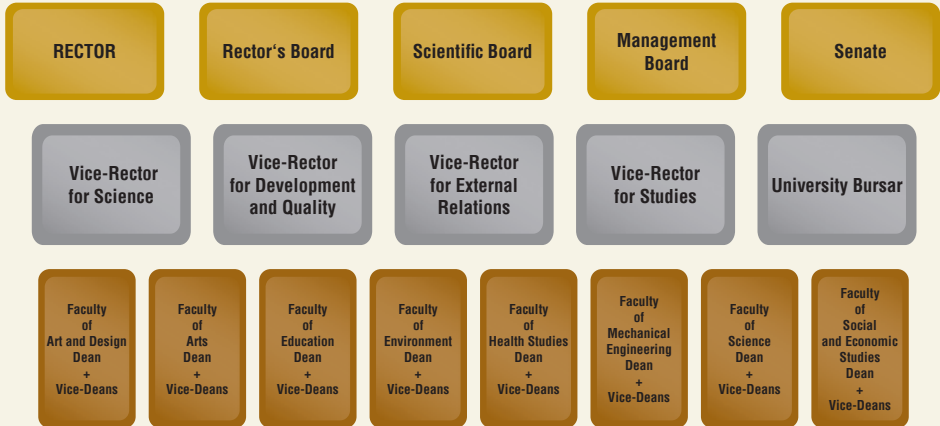 RECTOR
Rector‘s Board
Scientific Board
Management
Board
Senate
Vice-Rector
for Science
Vice-Rector
for Development
and Quality
Vice-Rector
for External
Relations
Vice-Rector
for Studies
University Bursar
Faculty
of
Art and Design
Dean
+
Vice-Deans
Faculty
of
Arts
Dean
+
Vice-Deans
Faculty
of
Education
Dean
+
Vice-Deans
Faculty
of
Environment
Dean
+
Vice-Deans
Faculty
of
Health Studies
Dean
+
Vice-Deans
Faculty
of
Mechanical
Engineering
Dean
+
Vice-Deans
Faculty
of
Science
Dean
+
Vice-Deans
Faculty
of
Social
and Economic
Studies
Dean
+
Vice-Deans